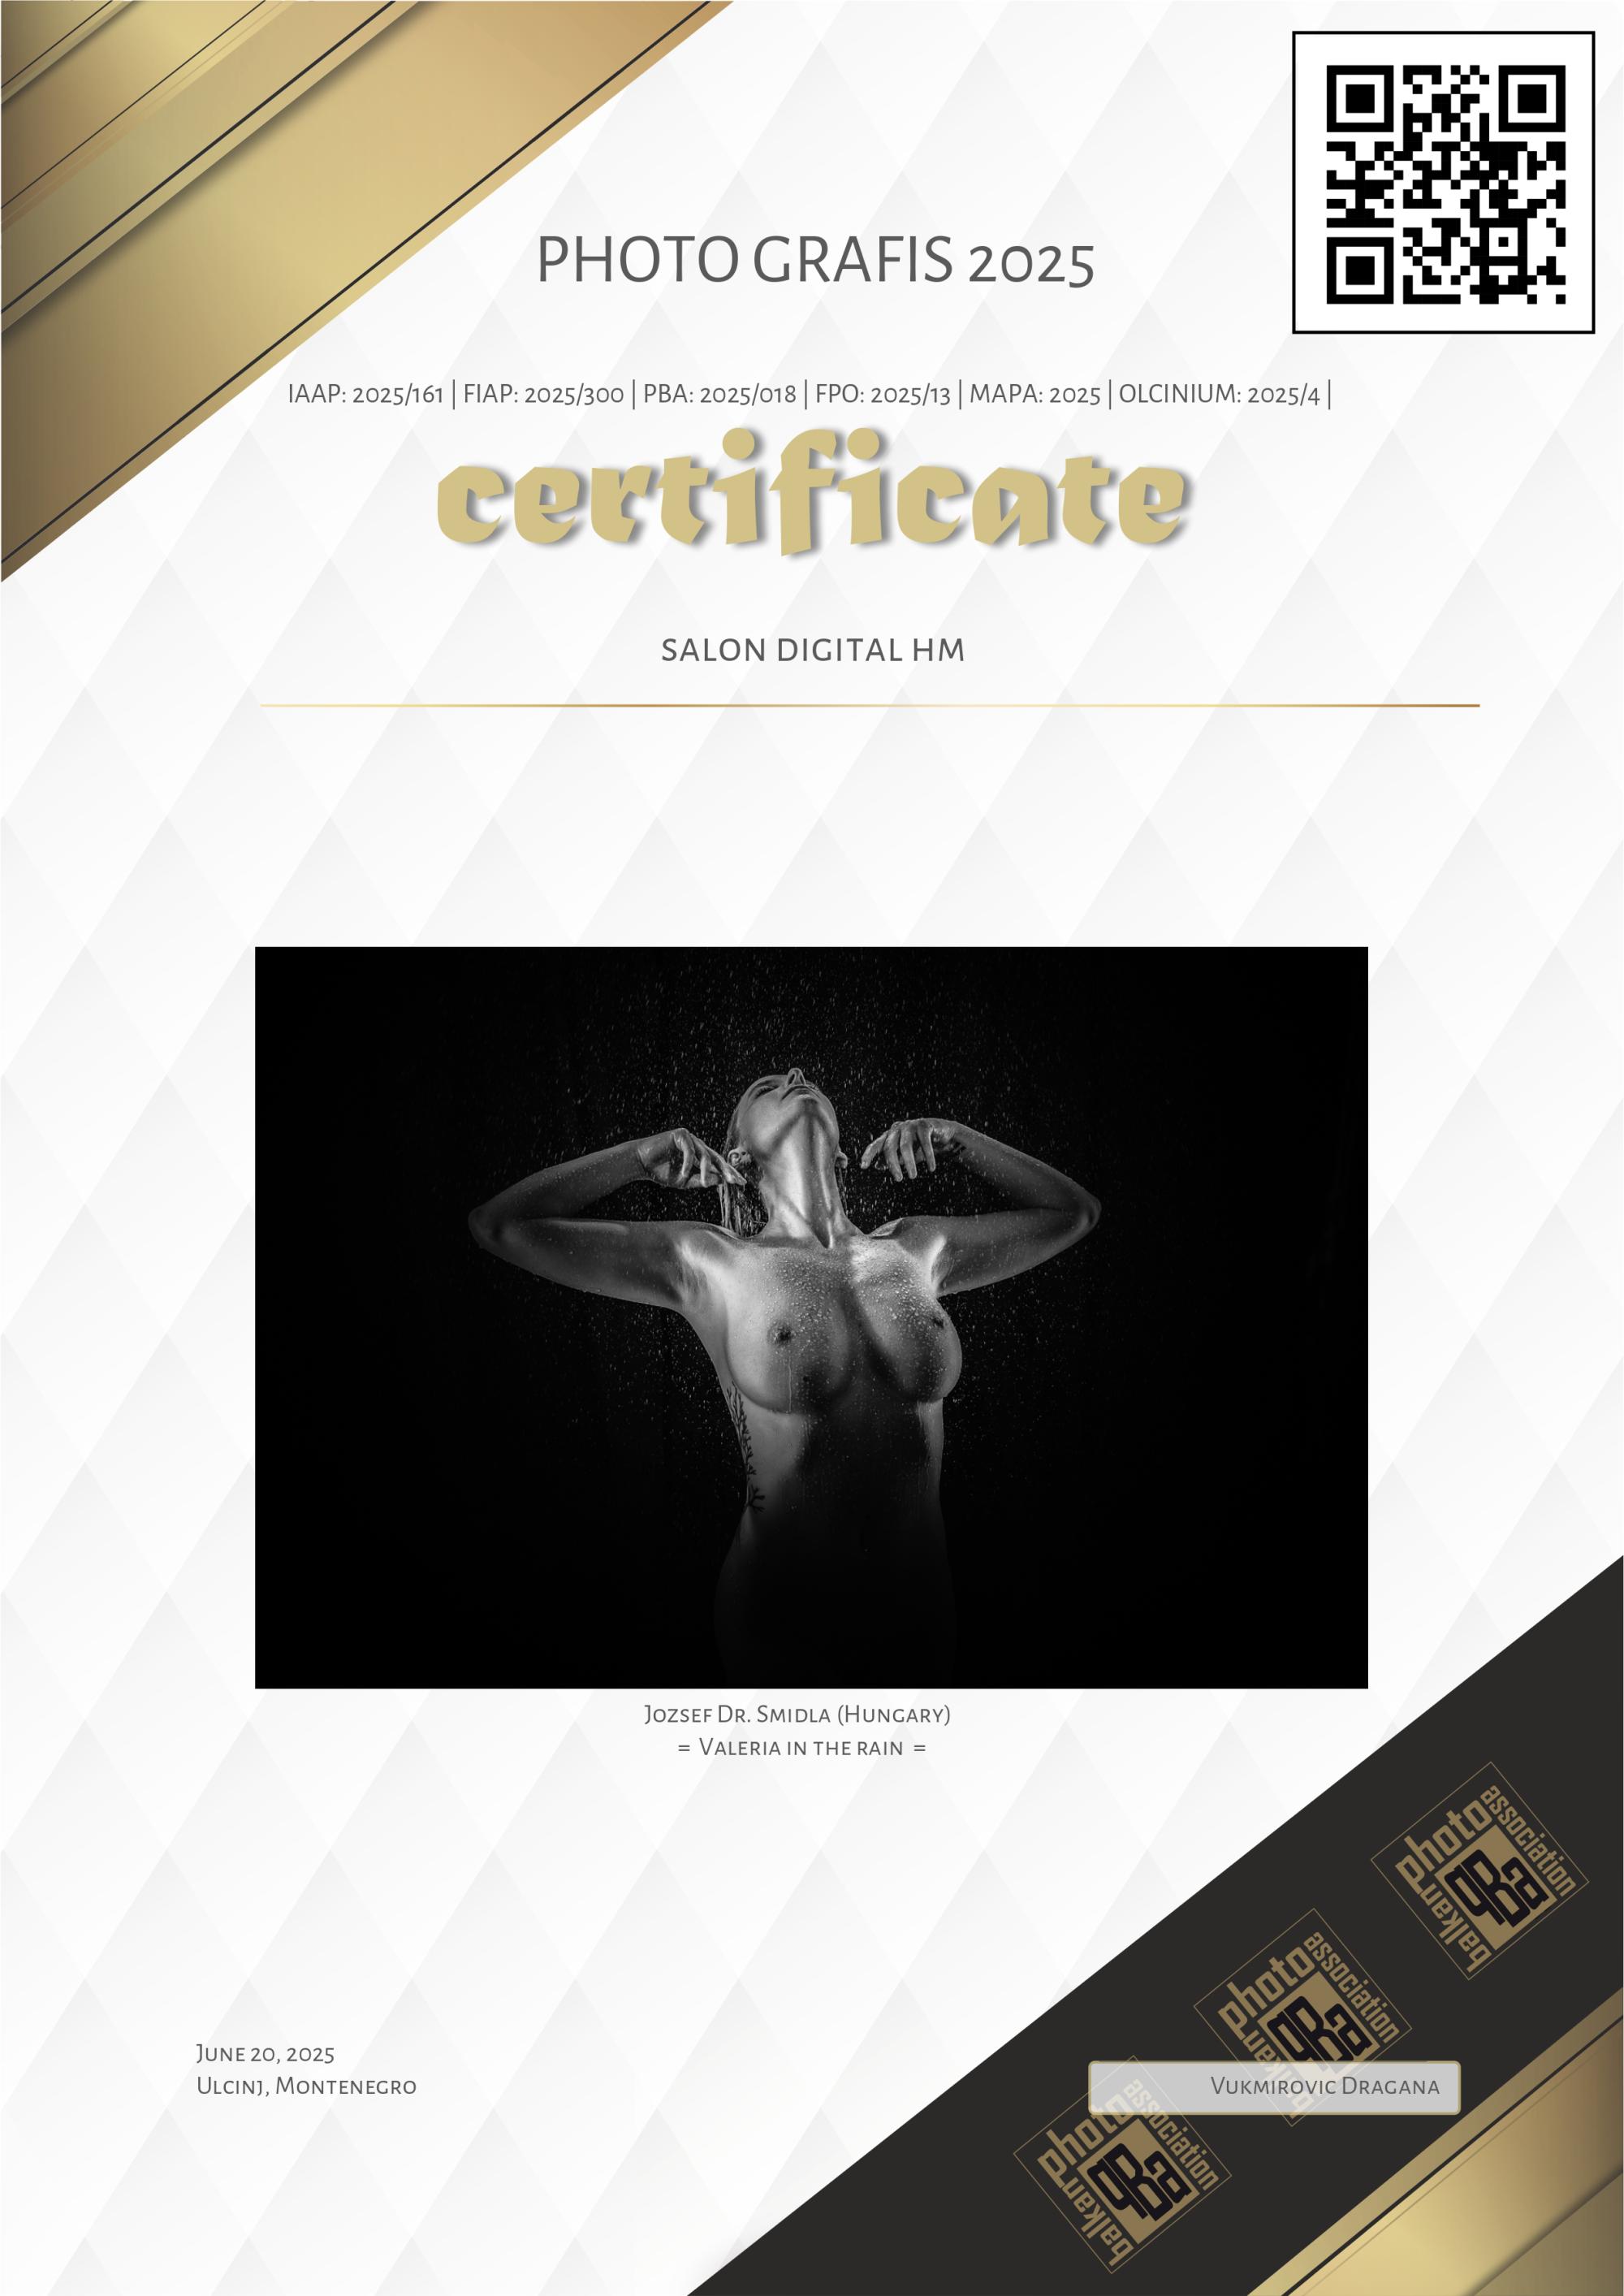 PHOTO GRAFIS 2025
IAAP: 2025/161 | FIAP: 2025/300 | PBA: 2025/018 | FPO: 2025/13 | MAPA: 2025 | OLCINIUM: 2025/4 |
certificate
SALON DIGITAL HM
Jozsef Dr. Smidla (Hungary)
= Valeria in the rain =
photo association
balkan
pBa
photo association
balkan
pBa
June 20, 2025
Ulcinj, Montenegro
Vukmirovic Dragana
photo association
balkan
pBa